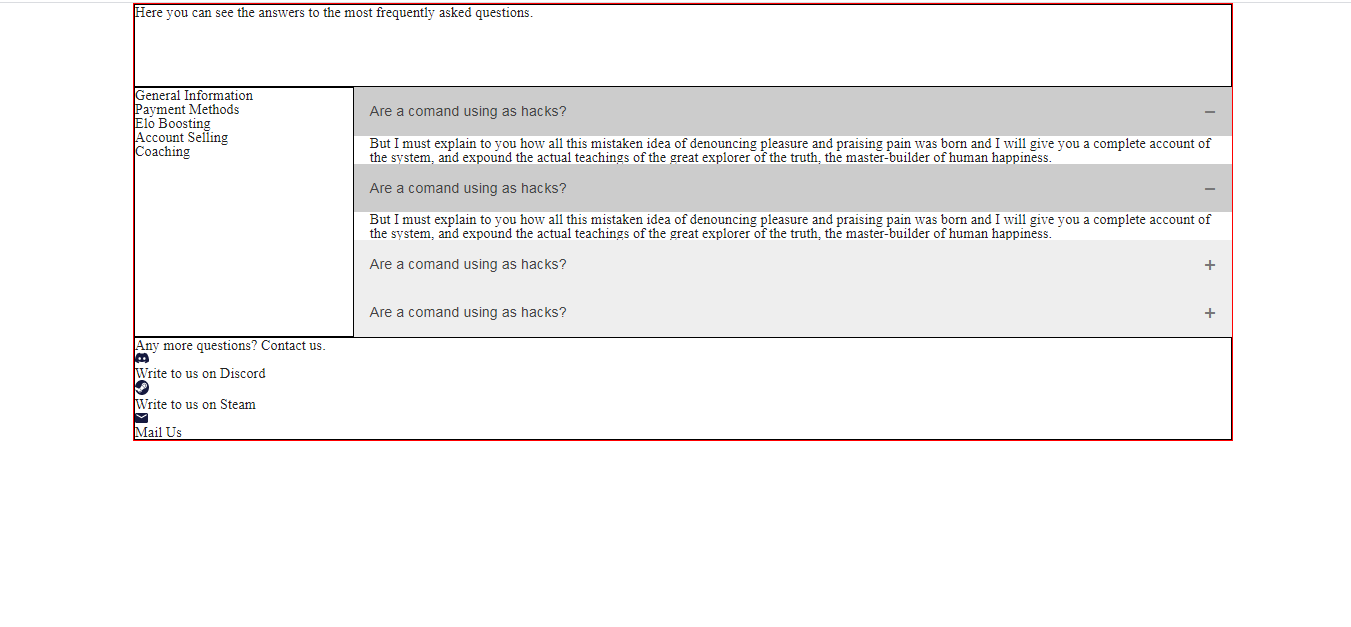 Here you can see the answers to the most frequently asked questions.
General Information
Payment Methods
Elo Boosting
Account Selling
Coaching
Are a comand using as hacks?
But I must explain to you how all this mistaken idea of denouncing pleasure and praising pain was born and I will give you a complete account of
the system, and expound the actual teachings of the great explorer of the truth, the master-builder of human happiness.
Are a comand using as hacks?
But I must explain to you how all this mistaken idea of denouncing pleasure and praising pain was born and I will give you a complete account of
the system, and expound the actual teachings of the great explorer of the truth, the master-builder of human happiness.
Are a comand using as hacks?
Are a comand using as hacks?
Any more questions? Contact us.
Write to us on Discord
Write to us on Steam
Mail Us